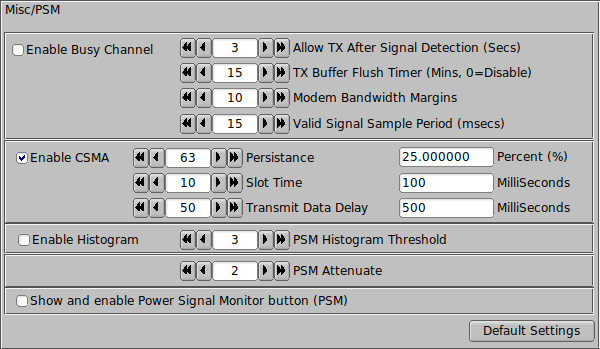 Misc/PSM
Enable Busy Channel 3 Allow TX After Signal Detection (Secs)
15 TX Buffer Flush Timer (Mins, 0=Disable)
10 Modem Bandwidth Margins
15 Valid Signal Sample Period (msecs)
Enable CSMA 63 Persistance 25.000000 Percent (%)
10 Slot Time 100 MilliSeconds
50 Transmit Data Delay 500 MilliSeconds
Enable Histogram 3 PSM Histogram Threshold
2 PSM Attenuate
Show and enable Power Signal Monitor button (PSM)
Default Settings